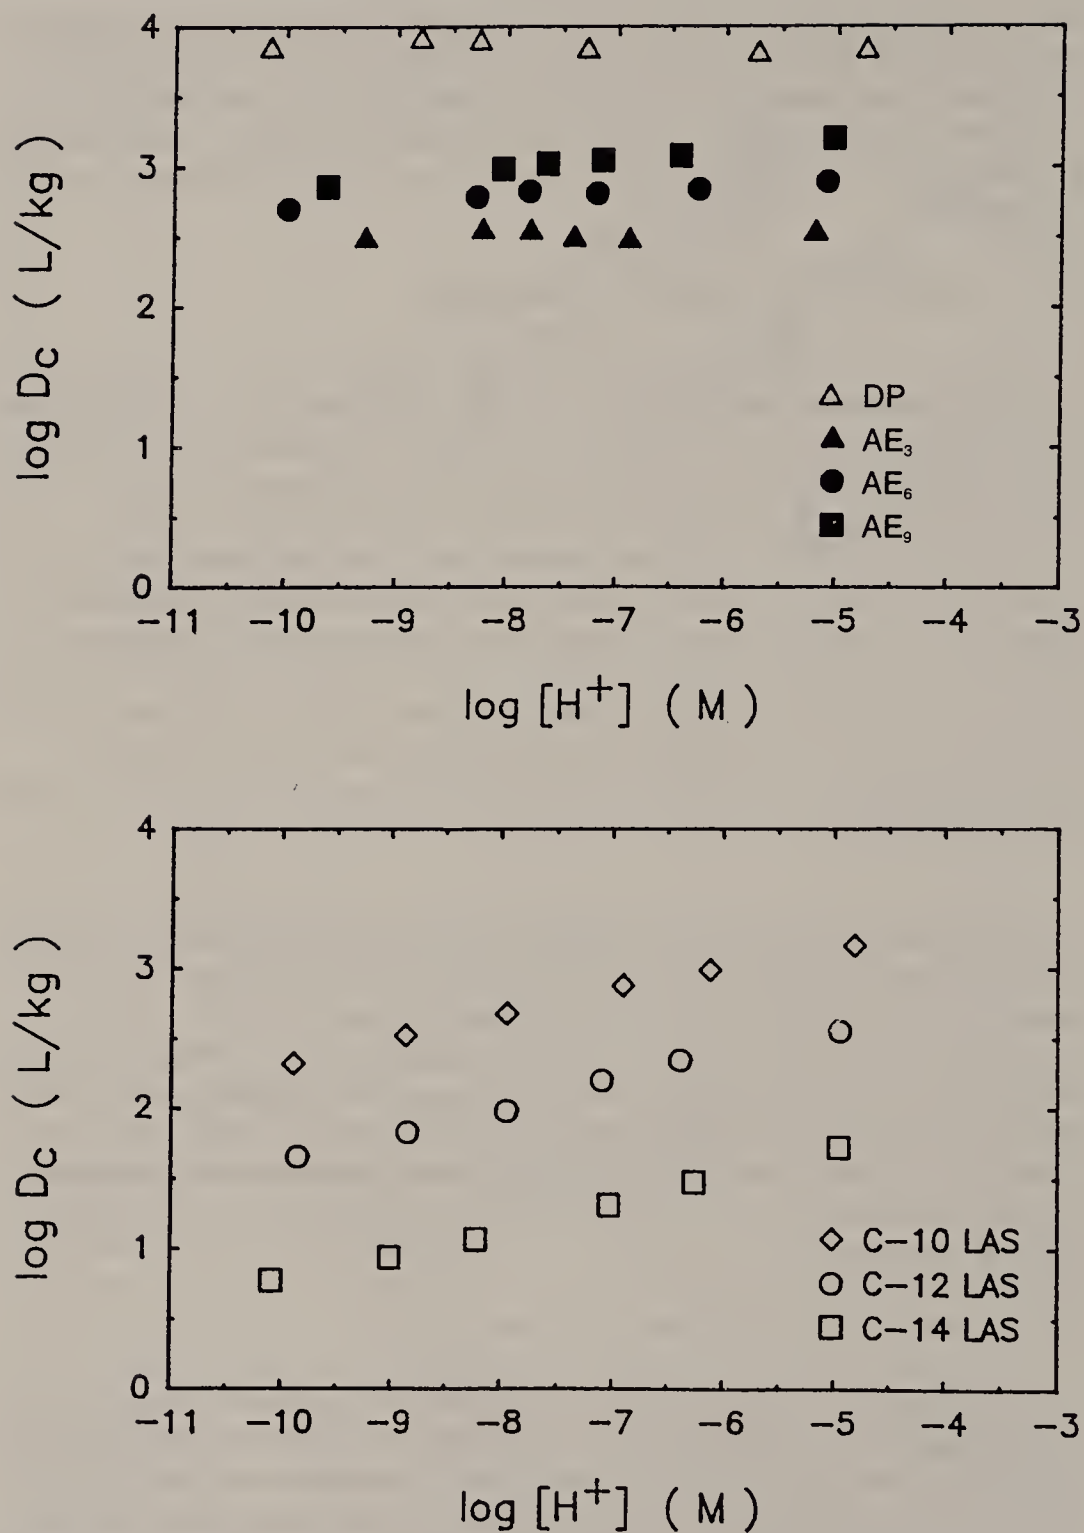 4
3
2
1
0
log Dc ( L/kg )
△ DP
▲ AE₃
● AE₆
■ AE₉
−11 −10 −9 −8 −7 −6 −5 −4 −3
log [H⁺] ( M )
4
3
2
1
0
log Dc ( L/kg )
◇ C−10 LAS
○ C−12 LAS
□ C−14 LAS
−11 −10 −9 −8 −7 −6 −5 −4 −3
log [H⁺] ( M )